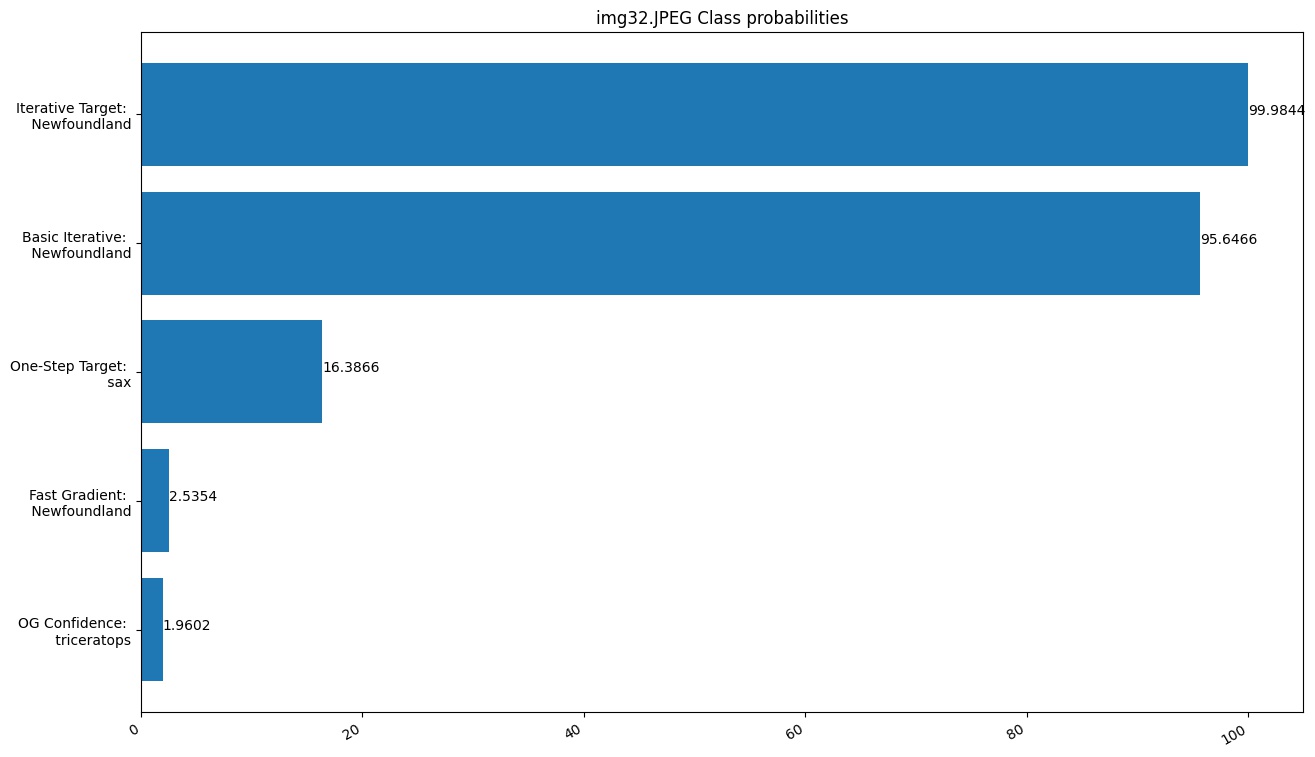 img32.JPEG Class probabilities
Iterative Target:
Newfoundland
99.9844
Basic Iterative:
Newfoundland
95.6466
One-Step Target:
sax
16.3866
Fast Gradient:
Newfoundland
2.5354
OG Confidence:
triceratops
1.9602
0
20
40
60
80
100